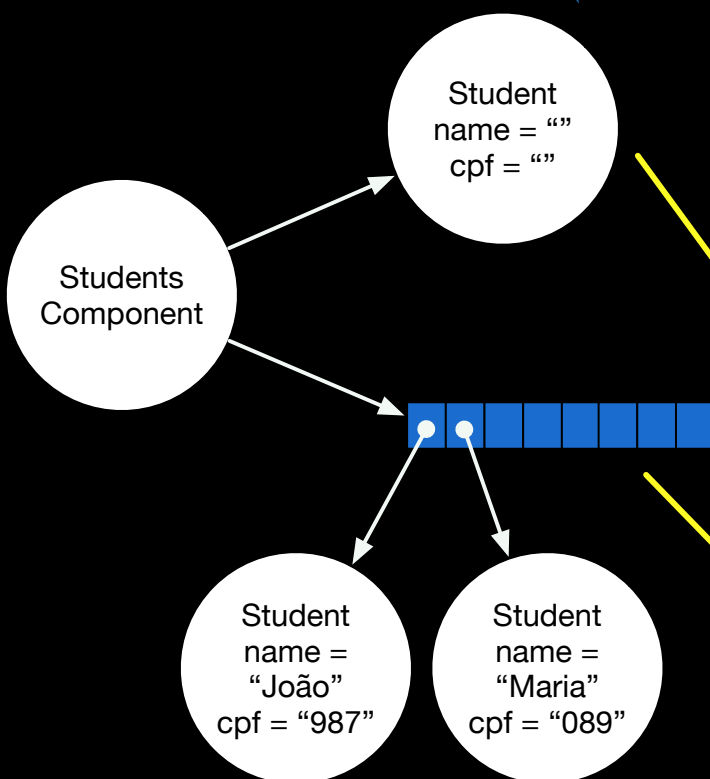 Student
name = “”
cpf = “”
Students
Component
Student
name =
“João”
cpf = “987”
Student
name =
“Maria”
cpf = “089”